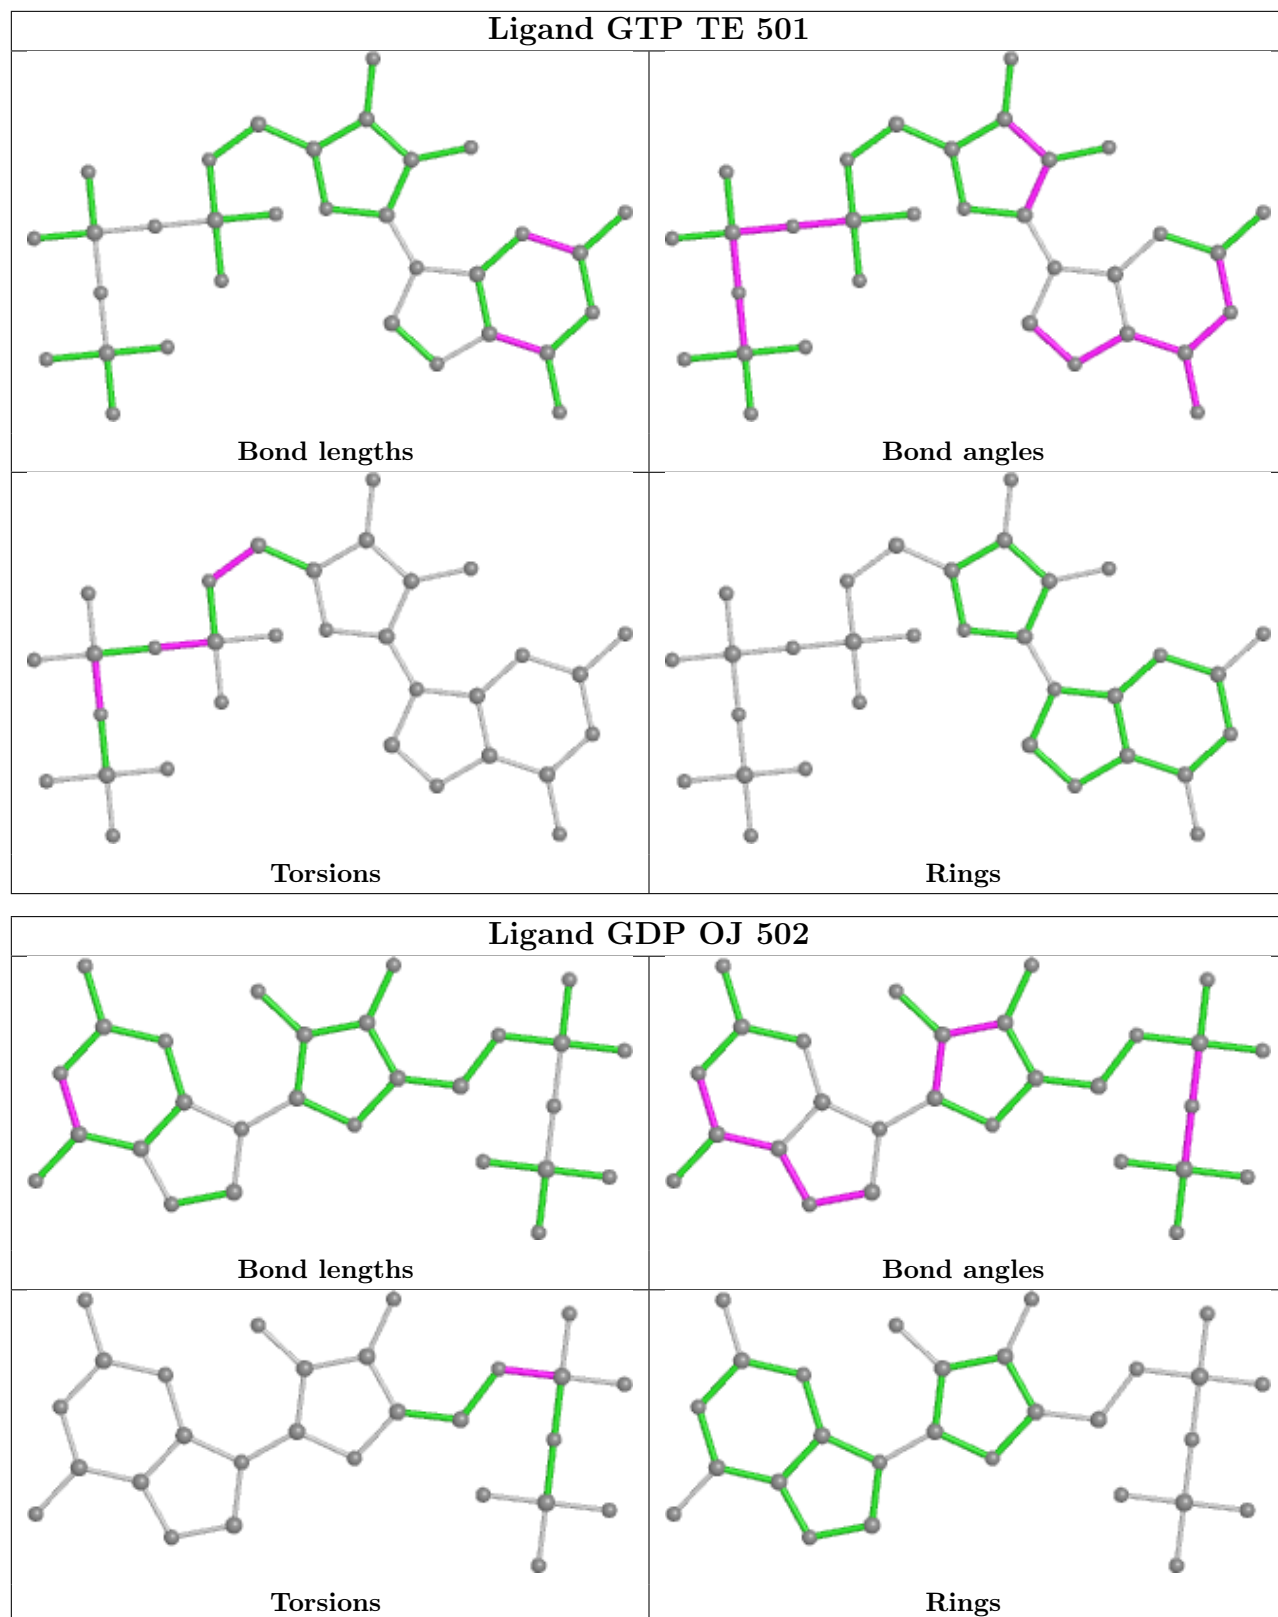 Ligand GTP TE 501
Bond lengths
Bond angles
Torsions
Rings
Ligand GDP OJ 502
Bond lengths
Bond angles
Torsions
Rings